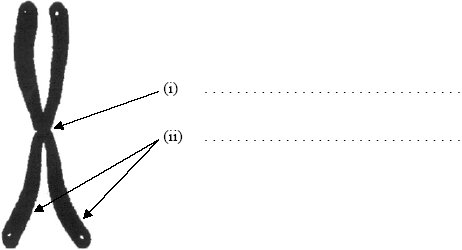 (i) . . . . . . . . . . . . . . . . . . . . . . . . . . . . . . . . .
(ii) . . . . . . . . . . . . . . . . . . . . . . . . . . . . . . . . .